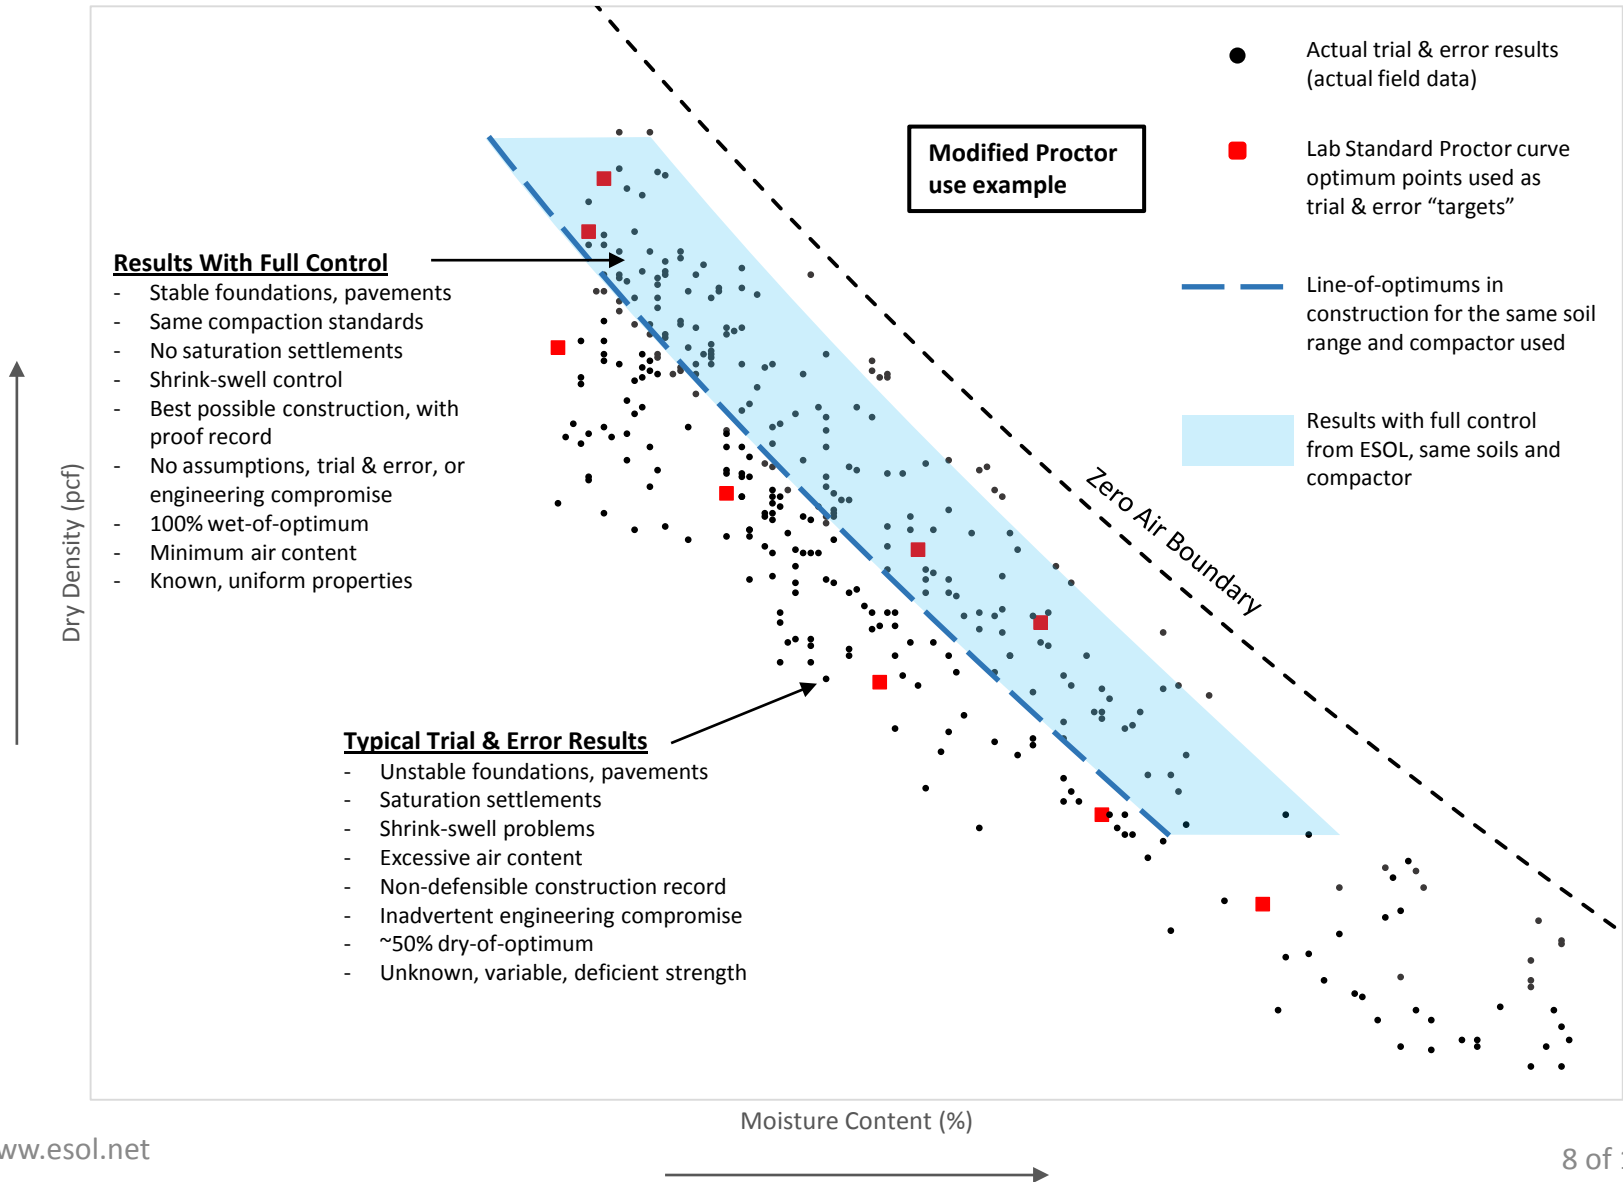 Actual trial & error results
(actual field data)
Modified Proctor
use example
Lab Standard Proctor curve
optimum points used as
trial & error “targets”
Results With Full Control
- Stable foundations, pavements
- Same compaction standards
- No saturation settlements
- Shrink-swell control
- Best possible construction, with
proof record
- No assumptions, trial & error, or
engineering compromise
- 100% wet-of-optimum
- Minimum air content
- Known, uniform properties
Line-of-optimums in
construction for the same soil
range and compactor used
Results with full control
from ESOL, same soils and
compactor
Zero Air Boundary
Dry Density (pcf)
Typical Trial & Error Results
- Unstable foundations, pavements
- Saturation settlements
- Shrink-swell problems
- Excessive air content
- Non-defensible construction record
- Inadvertent engineering compromise
- ~50% dry-of-optimum
- Unknown, variable, deficient strength
Moisture Content (%)
ww.esol.net
8 of